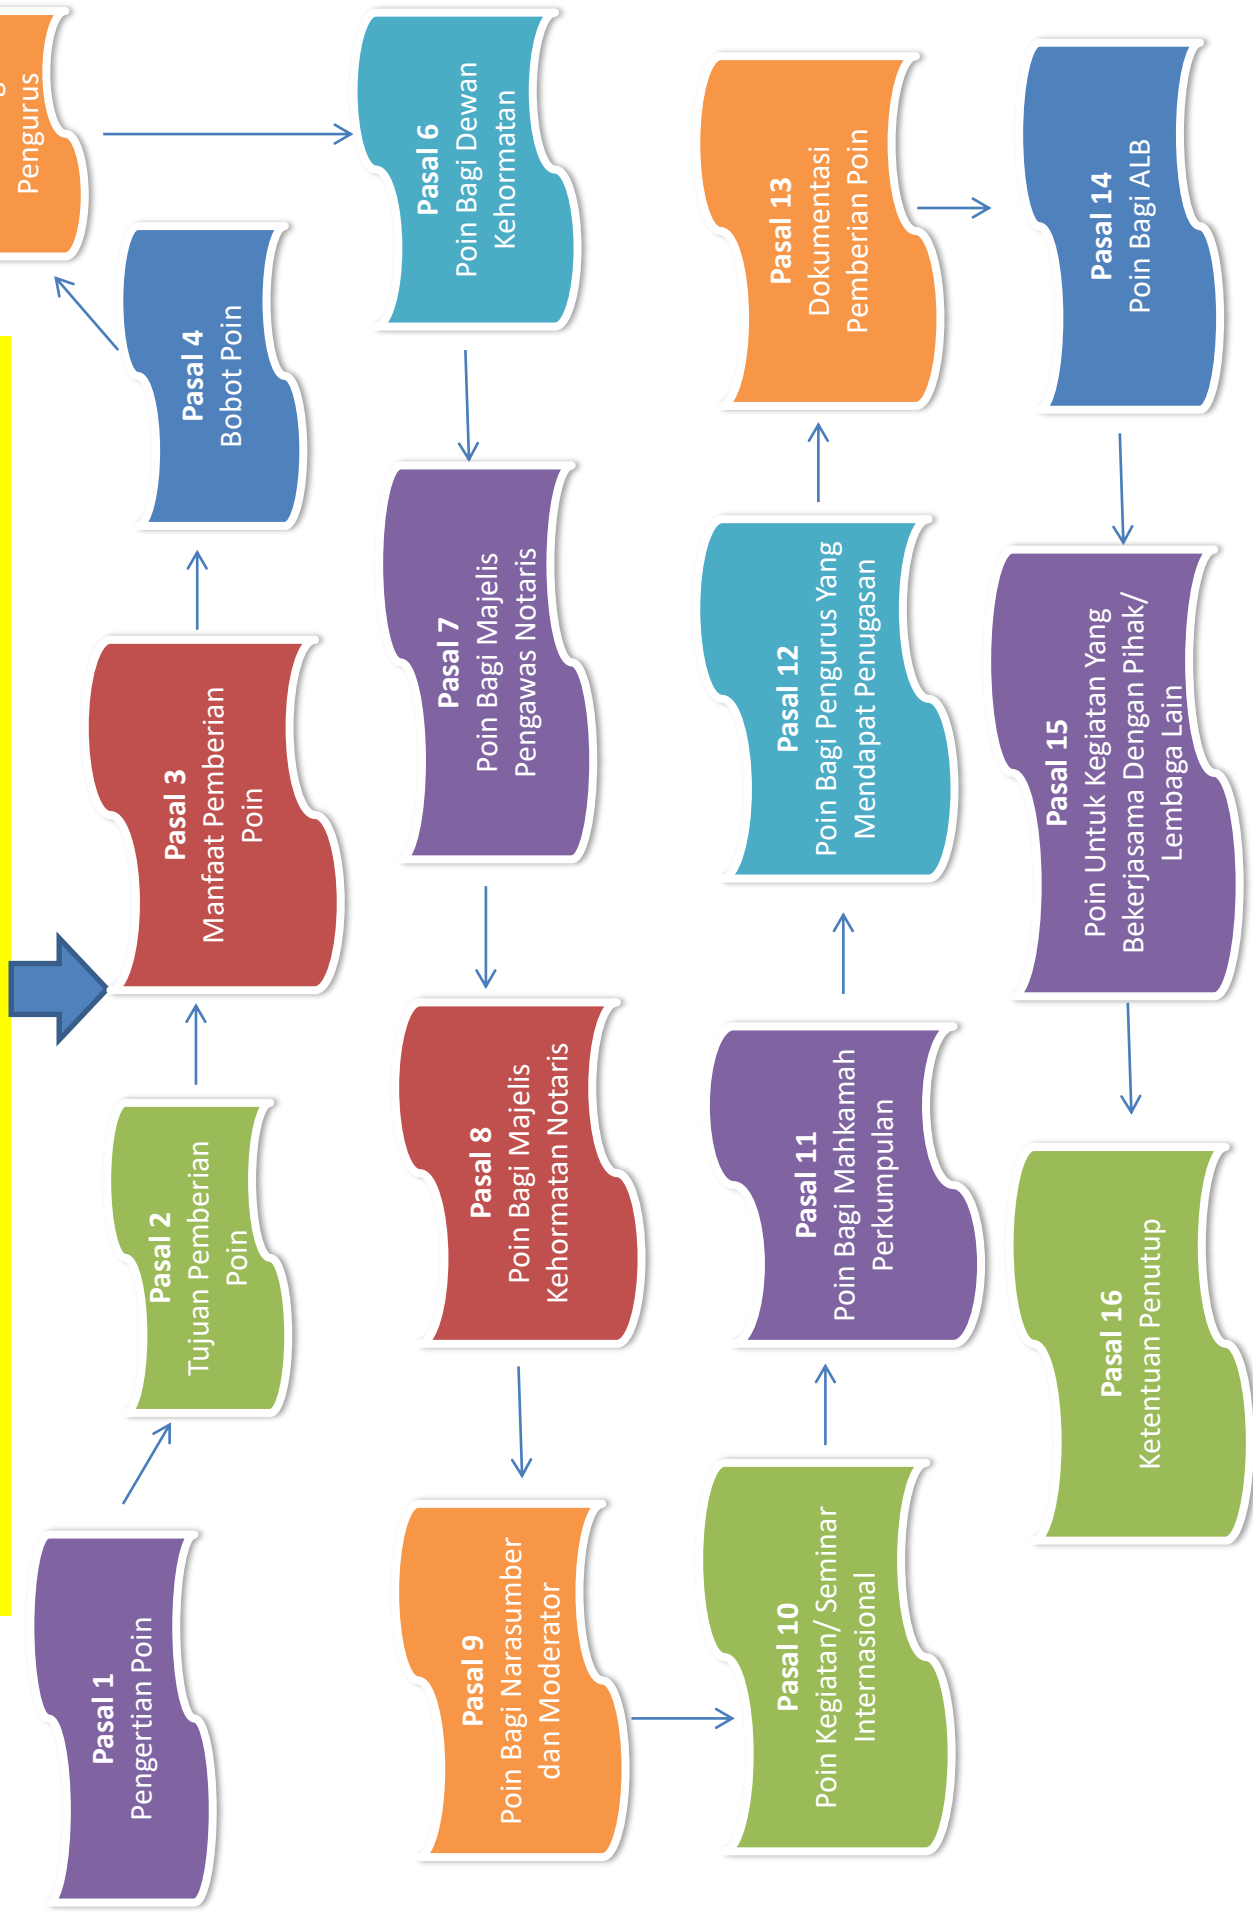 Pasal 1
Pengertian Poin
Pasal 2
Tujuan Pemberian
Poin
Pasal 3
Manfaat Pemberian
Poin
Pasal 4
Bobot Poin
Pengurus
Pasal 6
Poin Bagi Dewan
Kehormatan
Pasal 7
Poin Bagi Majelis
Pengawas Notaris
Pasal 8
Poin Bagi Majelis
Kehormatan Notaris
Pasal 9
Poin Bagi Narasumber
dan Moderator
Pasal 10
Poin Kegiatan/ Seminar
Internasional
Pasal 11
Poin Bagi Mahkamah
Perkumpulan
Pasal 12
Poin Bagi Pengurus Yang
Mendapat Penugasan
Pasal 13
Dokumentasi
Pemberian Poin
Pasal 14
Poin Bagi ALB
Pasal 15
Poin Untuk Kegiatan Yang
Bekerjasama Dengan Pihak/
Lembaga Lain
Pasal 16
Ketentuan Penutup